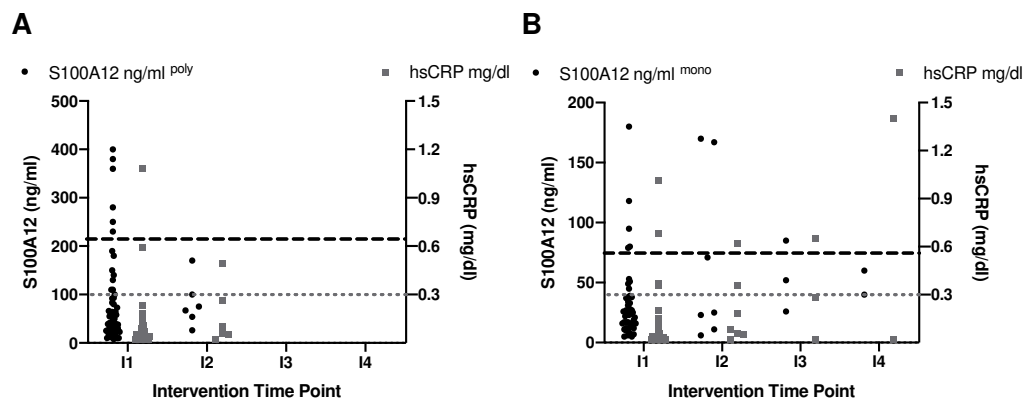 A
B
S100A12 ng/ml poly
hsCRP mg/dl
S100A12 ng/ml mono
hsCRP mg/dl
500
400
300
200
100
0
S100A12 (ng/ml)
1.5
1.2
0.9
0.6
0.3
hsCRP (mg/dl)
I1
I2
I3
I4
Intervention Time Point
200
150
100
50
0
S100A12 (ng/ml)
1.5
1.2
0.9
0.6
0.3
hsCRP (mg/dl)
I1
I2
I3
I4
Intervention Time Point